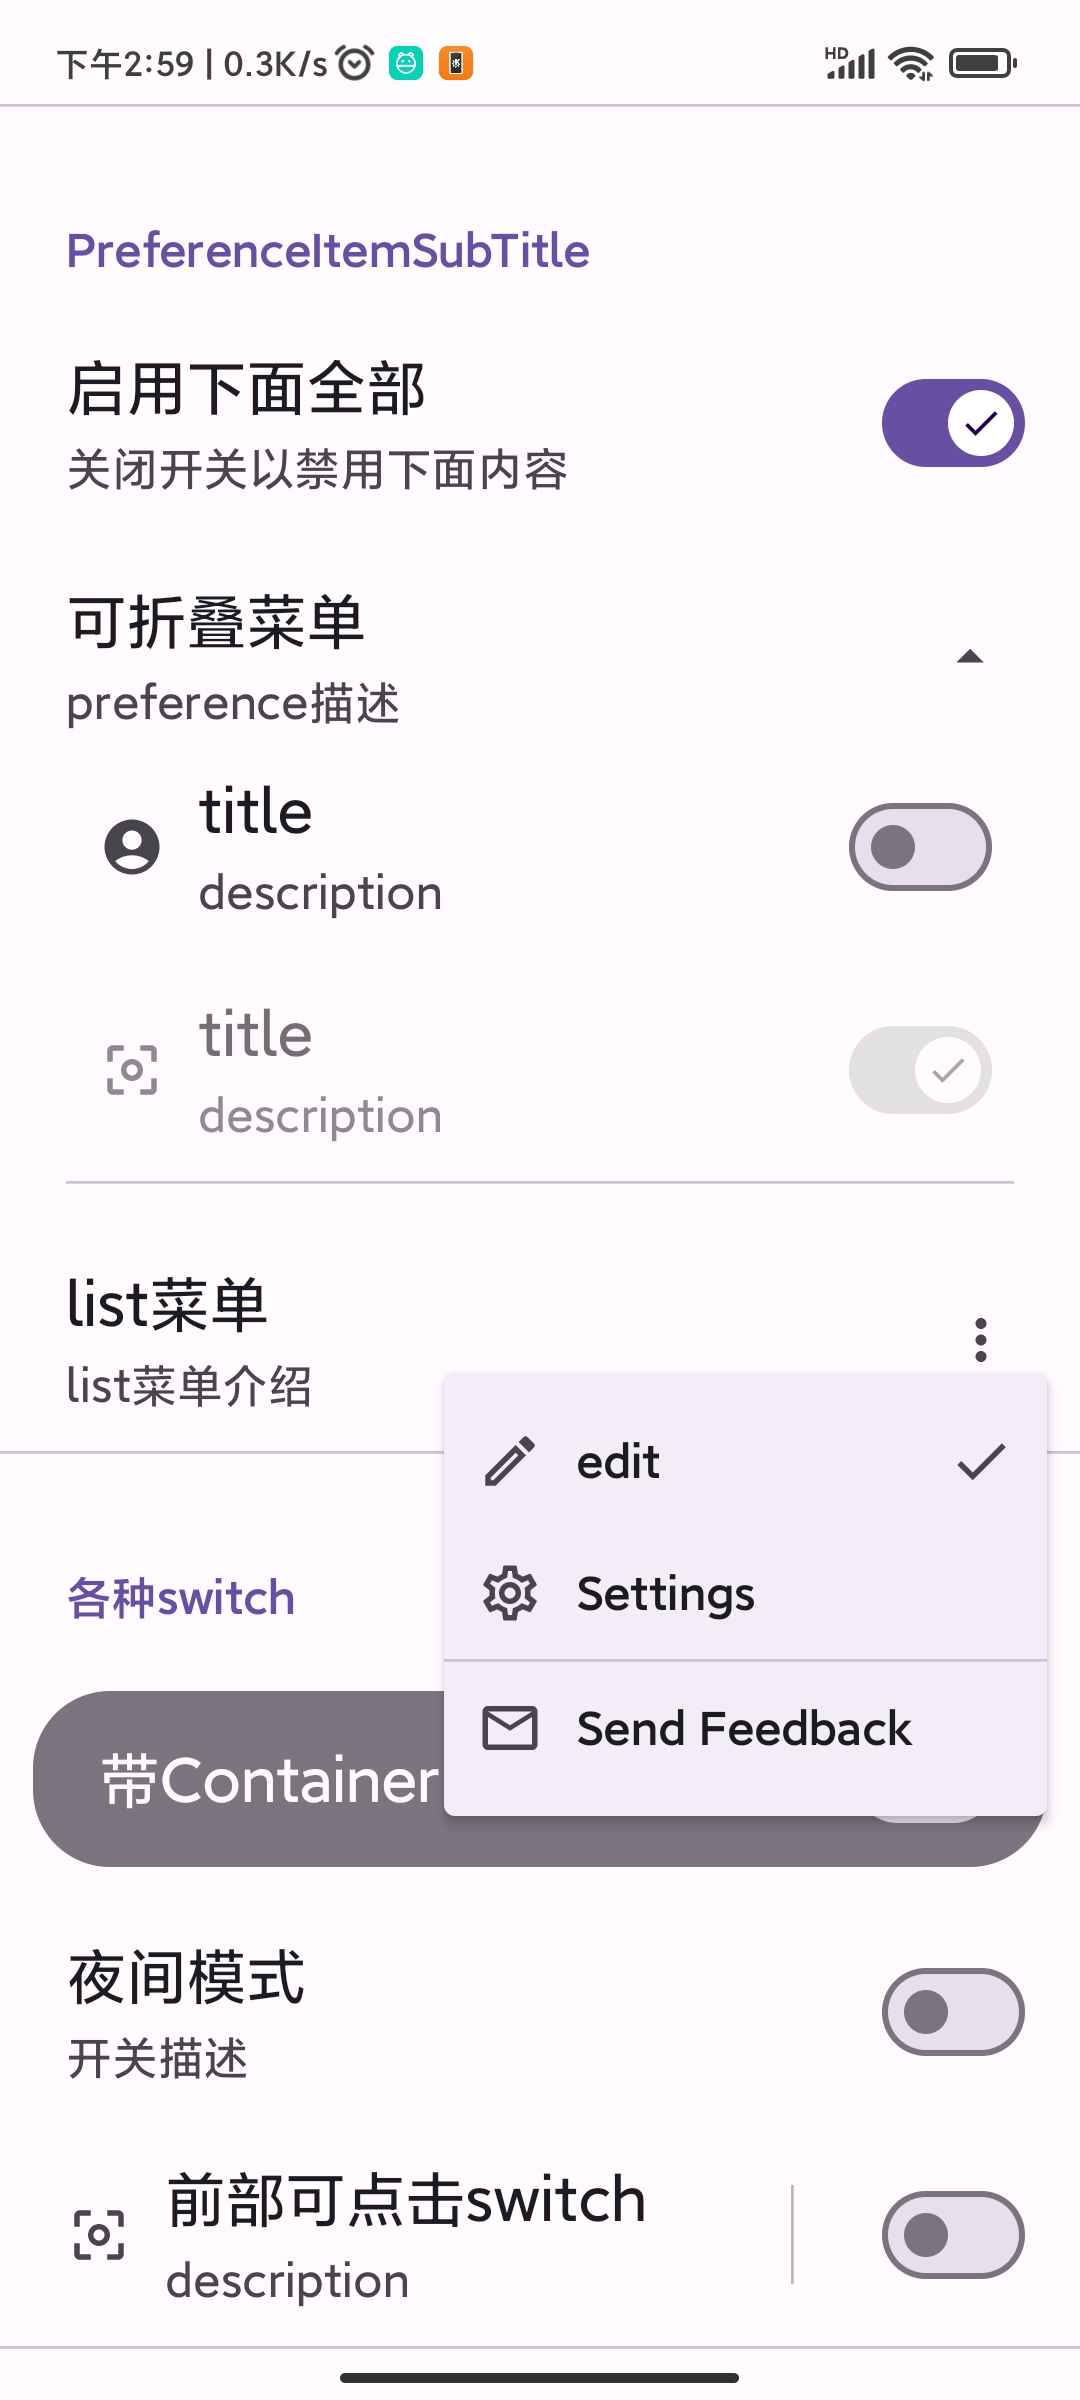 下午2:59 | 0.3K/s
HD
PreferenceItemSubTitle
启用下面全部
关闭开关以禁用下面内容
可折叠菜单
preference描述
title
description
title
description
list菜单
list菜单介绍
edit
Settings
Send Feedback
各种switch
带Container
夜间模式
开关描述
前部可点击switch
description